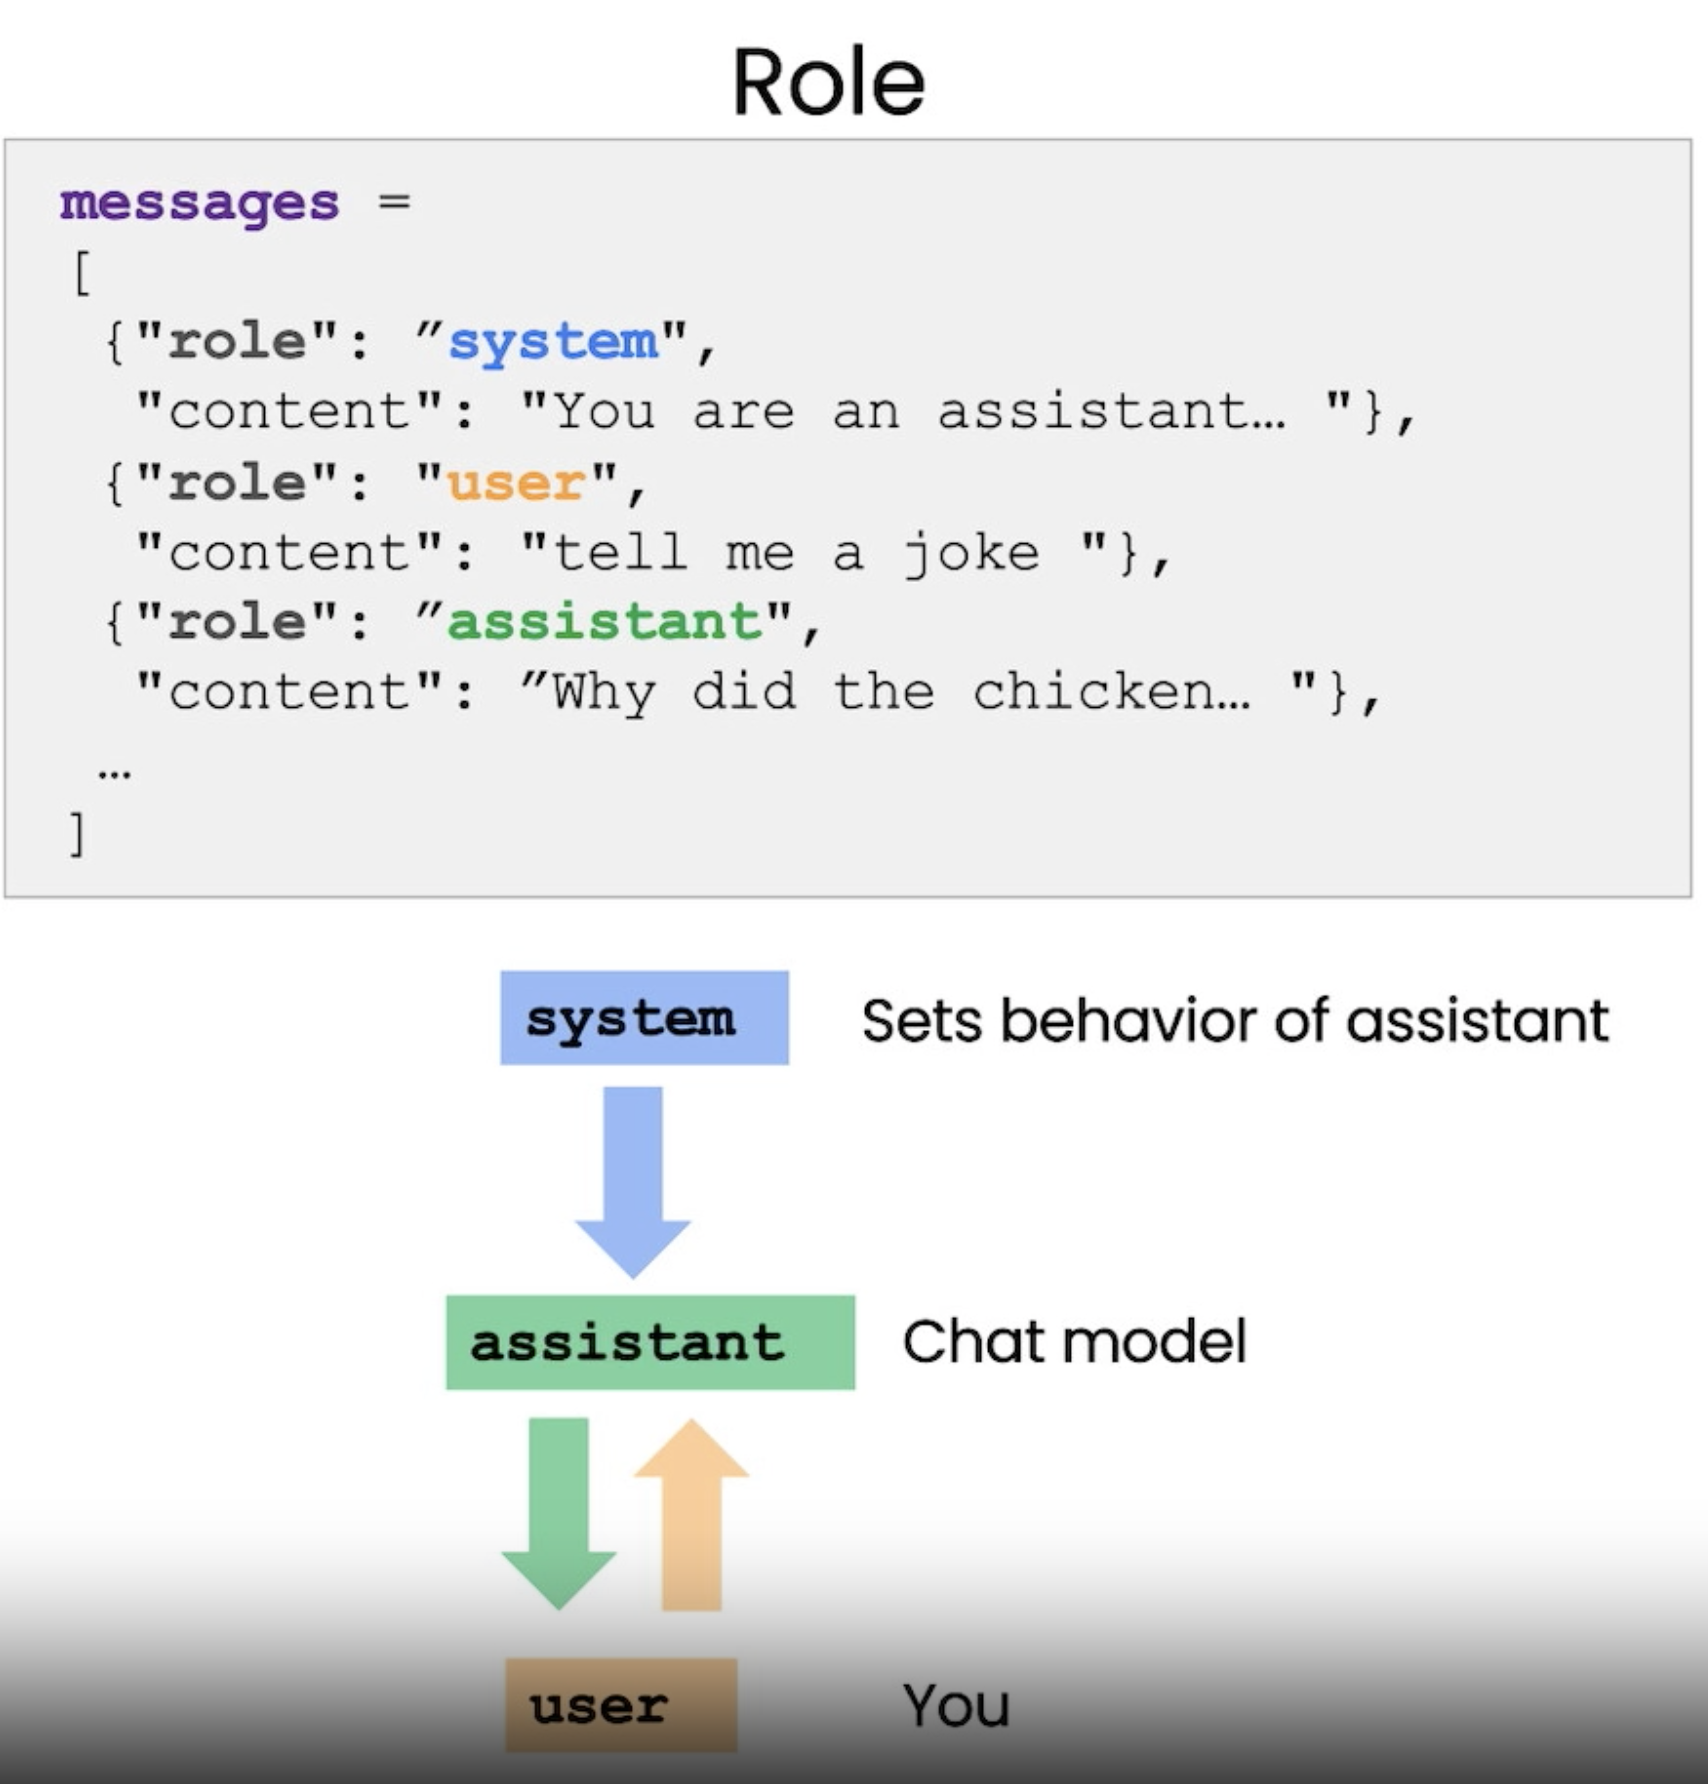 Role
messages =
[
{"role": ”system",
"content": "You are an assistant… "},
{"role": "user",
"content": "tell me a joke "},
{"role": ”assistant",
"content": ”Why did the chicken… "},
…
]
system Sets behavior of assistant
assistant Chat model
user You